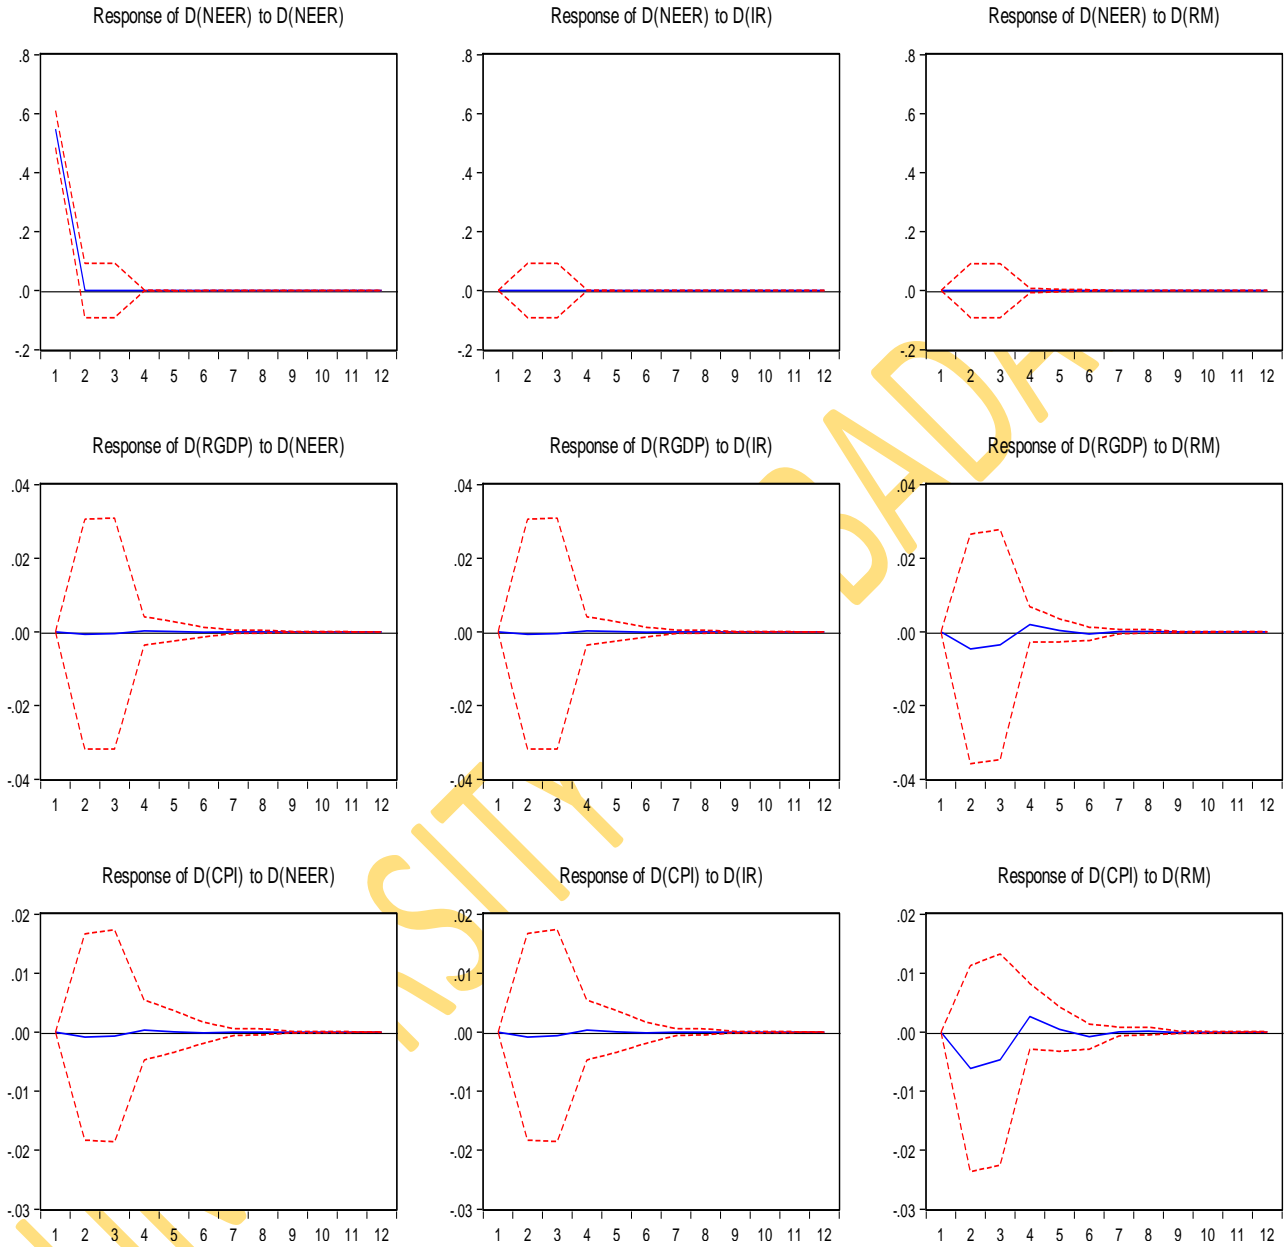 Response of D(NEER) to D(NEER)
Response of D(NEER) to D(IR)
Response of D(NEER) to D(RM)
.8
.6
.4
.2
.0
-.2
1 2 3 4 5 6 7 8 9 10 11 12
.8
.6
.4
.2
.0
-.2
1 2 3 4 5 6 7 8 9 10 11 12
.8
.6
.4
.2
.0
-.2
1 2 3 4 5 6 7 8 9 10 11 12
Response of D(RGDP) to D(NEER)
Response of D(RGDP) to D(IR)
Response of D(RGDP) to D(RM)
.04
.02
.00
-.02
-.04
1 2 3 4 5 6 7 8 9 10 11 12
.04
.02
.00
-.02
-.04
1 2 3 4 5 6 7 8 9 10 11 12
.04
.02
.00
-.02
-.04
1 2 3 4 5 6 7 8 9 10 11 12
Response of D(CPI) to D(NEER)
Response of D(CPI) to D(IR)
Response of D(CPI) to D(RM)
.02
.01
.00
-.01
-.02
-.03
1 2 3 4 5 6 7 8 9 10 11 12
.02
.01
.00
-.01
-.02
-.03
1 2 3 4 5 6 7 8 9 10 11 12
.02
.01
.00
-.01
-.02
-.03
1 2 3 4 5 6 7 8 9 10 11 12